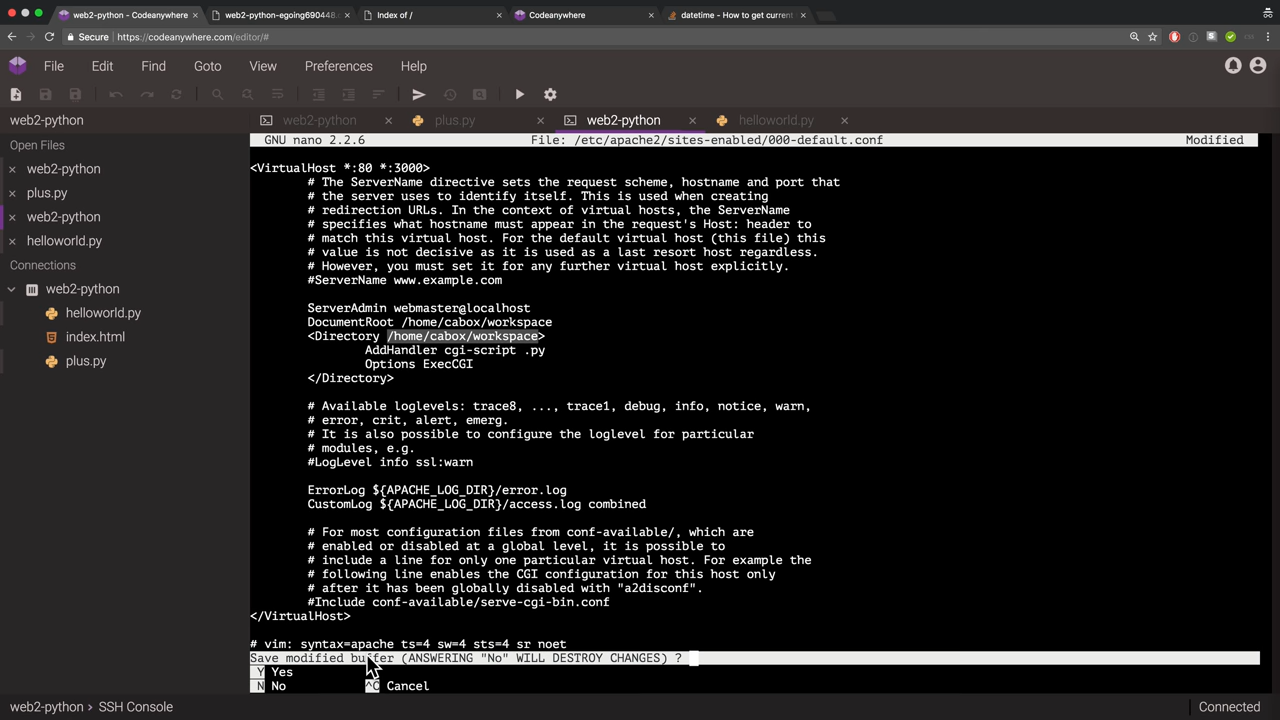 web2-python - Codeanywhere
web2-python-egoing690448.
Index of /
Codeanywhere
datetime - How to get current
Secure
https://codeanywhere.com/editor/#
File
Edit
Find
Goto
View
Preferences
Help
web2-python
web2-python
plus.py
web2-python
helloworld.py
Open Files
web2-python
plus.py
web2-python
helloworld.py
Connections
web2-python
helloworld.py
index.html
plus.py
GNU nano 2.2.6 File: /etc/apache2/sites-enabled/000-default.conf Modified
<VirtualHost *:80 *:3000>
# The ServerName directive sets the request scheme, hostname and port that
# the server uses to identify itself. This is used when creating
# redirection URLs. In the context of virtual hosts, the ServerName
# specifies what hostname must appear in the request's Host: header to
# match this virtual host. For the default virtual host (this file) this
# value is not decisive as it is used as a last resort host regardless.
# However, you must set it for any further virtual host explicitly.
#ServerName www.example.com
ServerAdmin webmaster@localhost
DocumentRoot /home/cabox/workspace
<Directory /home/cabox/workspace>
AddHandler cgi-script .py
Options ExecCGI
</Directory>
# Available loglevels: trace8, ..., trace1, debug, info, notice, warn,
# error, crit, alert, emerg.
# It is also possible to configure the loglevel for particular
# modules, e.g.
#LogLevel info ssl:warn
ErrorLog ${APACHE_LOG_DIR}/error.log
CustomLog ${APACHE_LOG_DIR}/access.log combined
# For most configuration files from conf-available/, which are
# enabled or disabled at a global level, it is possible to
# include a line for only one particular virtual host. For example the
# following line enables the CGI configuration for this host only
# after it has been globally disabled with "a2disconf".
#Include conf-available/serve-cgi-bin.conf
</VirtualHost>
# vim: syntax=apache ts=4 sw=4 sts=4 sr noet
Save modified buffer (ANSWERING "No" WILL DESTROY CHANGES) ?
Y Yes
N No ^C Cancel
web2-python > SSH Console
Connected